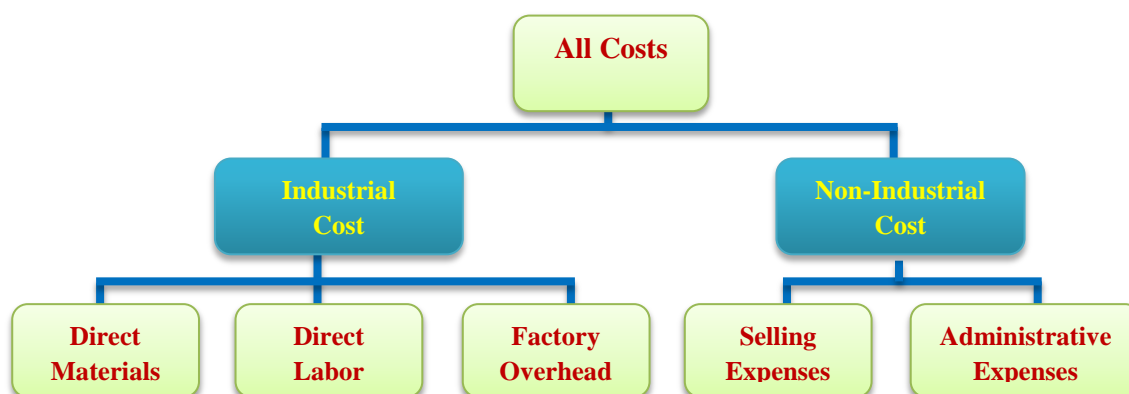 All Costs
Industrial
Cost
Non-Industrial
Cost
Direct
Materials
Direct
Labor
Factory
Overhead
Selling
Expenses
Administrative
Expenses